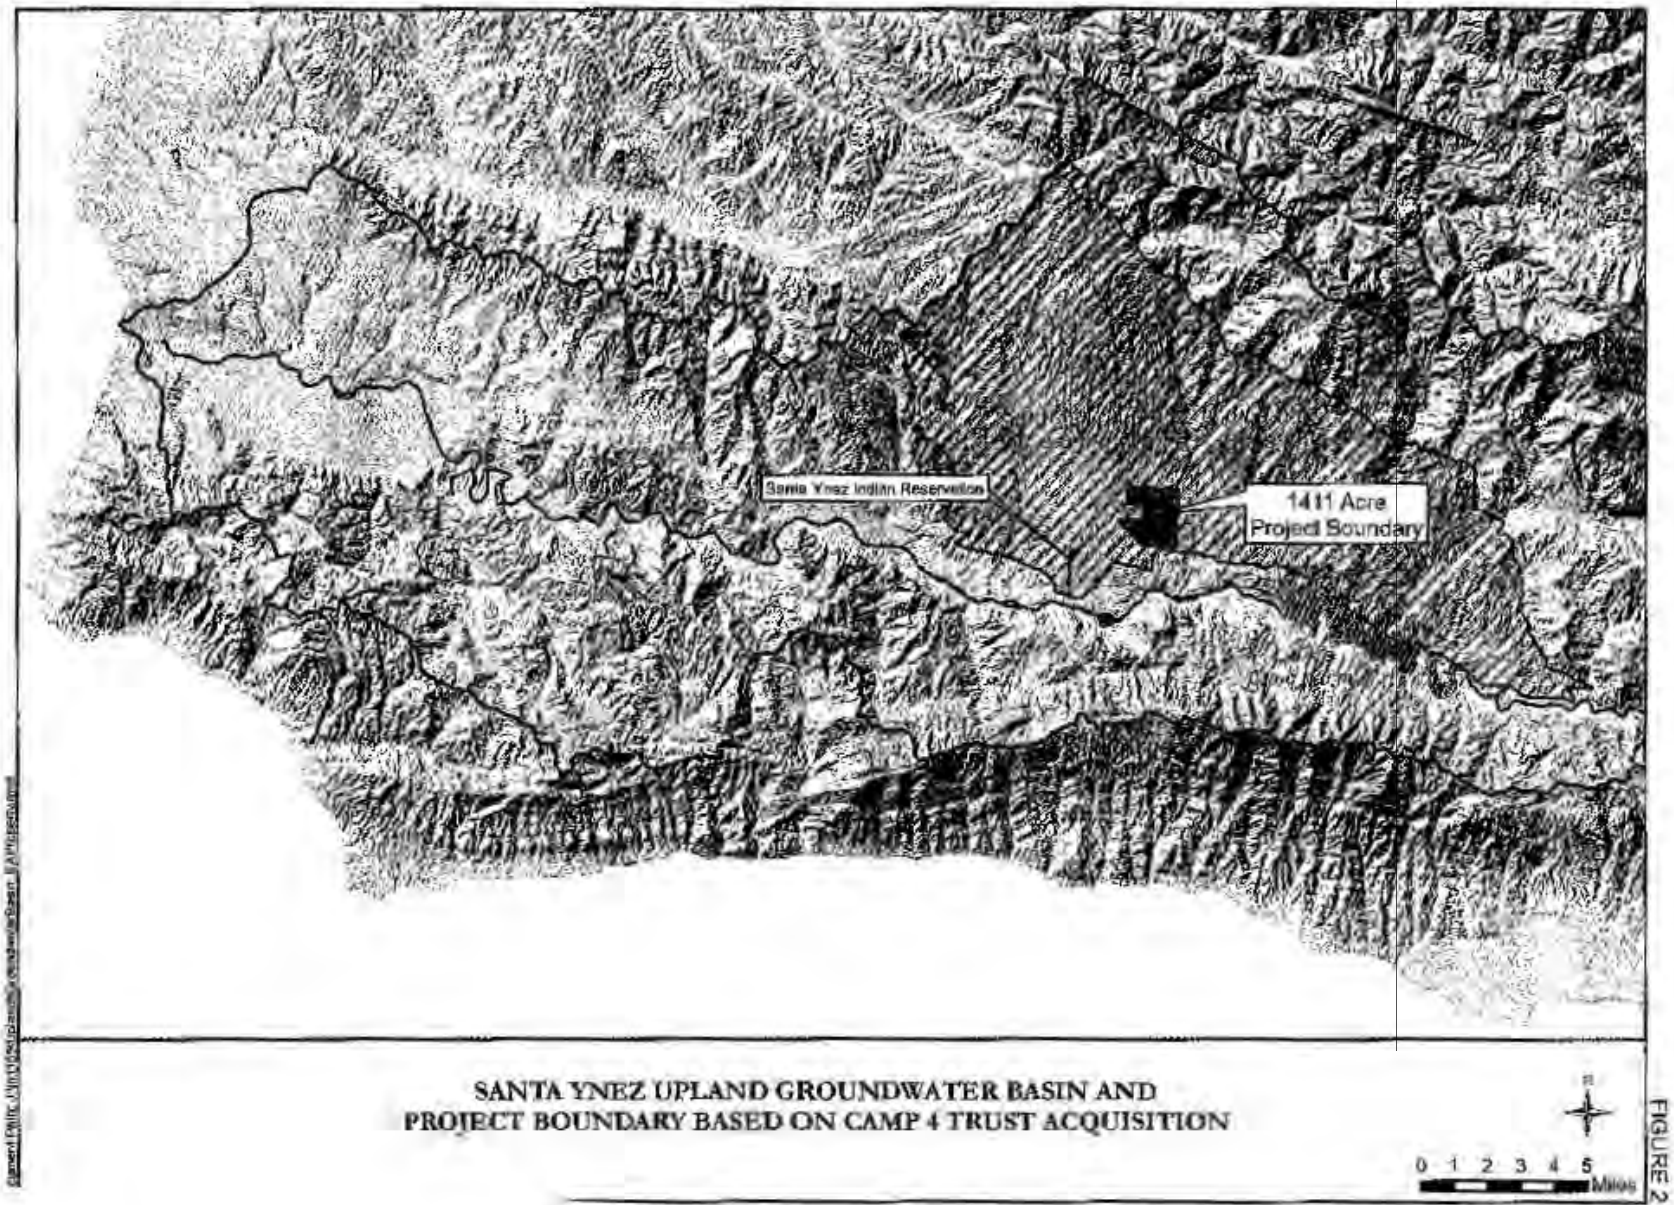 Santa Ynez Indian Reservation
1411 Acre
Project Boundary
SANTA YNEZ UPLAND GROUNDWATER BASIN AND
PROJECT BOUNDARY BASED ON CAMP 4 TRUST ACQUISITION
N
0 1 2 3 4 5
Miles
FIGURE 2